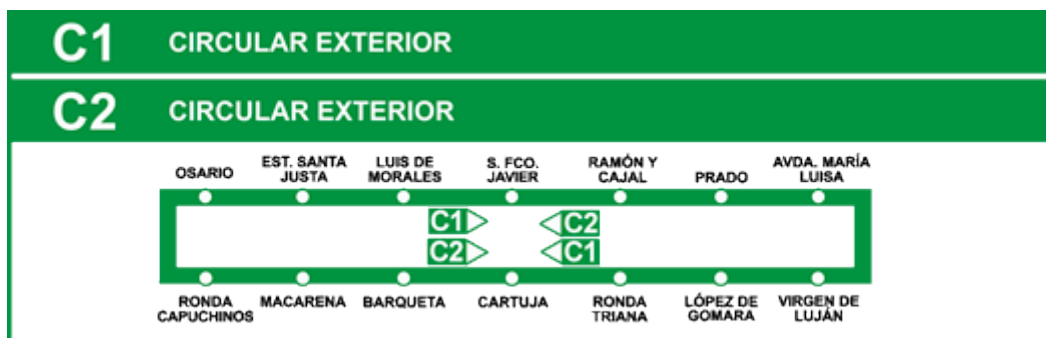 C1 CIRCULAR EXTERIOR
C2 CIRCULAR EXTERIOR
OSARIO
EST. SANTA
JUSTA
LUIS DE
MORALES
S. FCO.
JAVIER
RAMÓN Y
CAJAL
PRADO
AVDA. MARÍA
LUISA
C1
C2
C2
C1
RONDA
CAPUCHINOS
MACARENA
BARQUETA
CARTUJA
RONDA
TRIANA
LÓPEZ DE
GOMARA
VIRGEN DE
LUJÁN